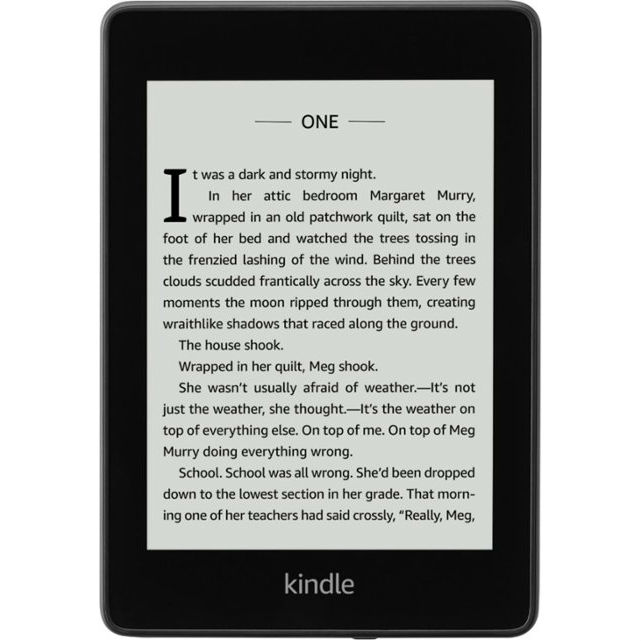 ONE
It was a dark and stormy night.
In her attic bedroom Margaret Murry,
wrapped in an old patchwork quilt, sat on the
foot of her bed and watched the trees tossing in
the frenzied lashing of the wind. Behind the trees
clouds scudded frantically across the sky. Every few
moments the moon ripped through them, creating
wraithlike shadows that raced along the ground.
The house shook.
Wrapped in her quilt, Meg shook.
She wasn’t usually afraid of weather.—It’s not
just the weather, she thought.—It’s the weather on
top of everything else. On top of me. On top of Meg
Murry doing everything wrong.
School. School was all wrong. She’d been dropped
down to the lowest section in her grade. That morn-
ing one of her teachers had said crossly, “Really, Meg,
kindle